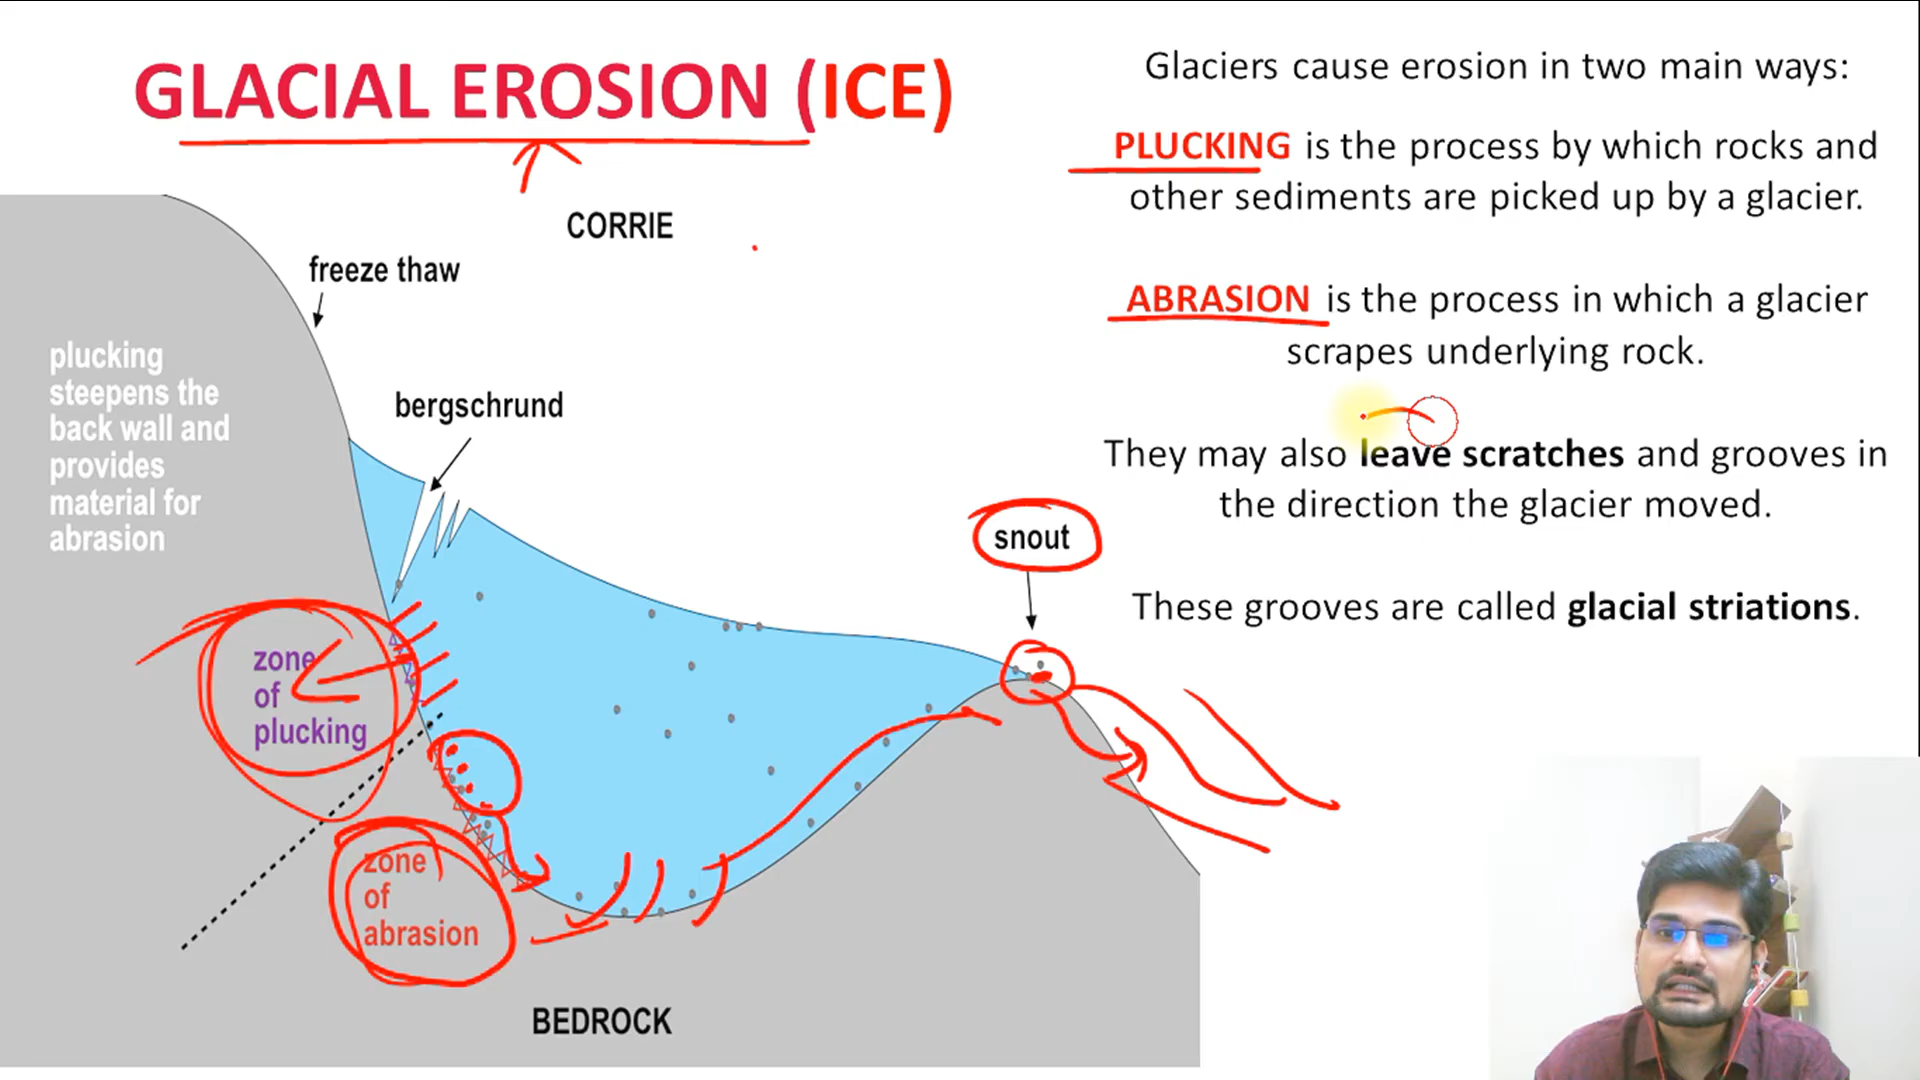 GLACIAL EROSION (ICE)
CORRIE
freeze thaw
bergschrund
plucking
steepens the
back wall and
provides
material for
abrasion
zone
of
plucking
zone
of
abrasion
snout
BEDROCK
Glaciers cause erosion in two main ways:
PLUCKING is the process by which rocks and
other sediments are picked up by a glacier.
ABRASION is the process in which a glacier
scrapes underlying rock.
They may also leave scratches and grooves in
the direction the glacier moved.
These grooves are called glacial striations.